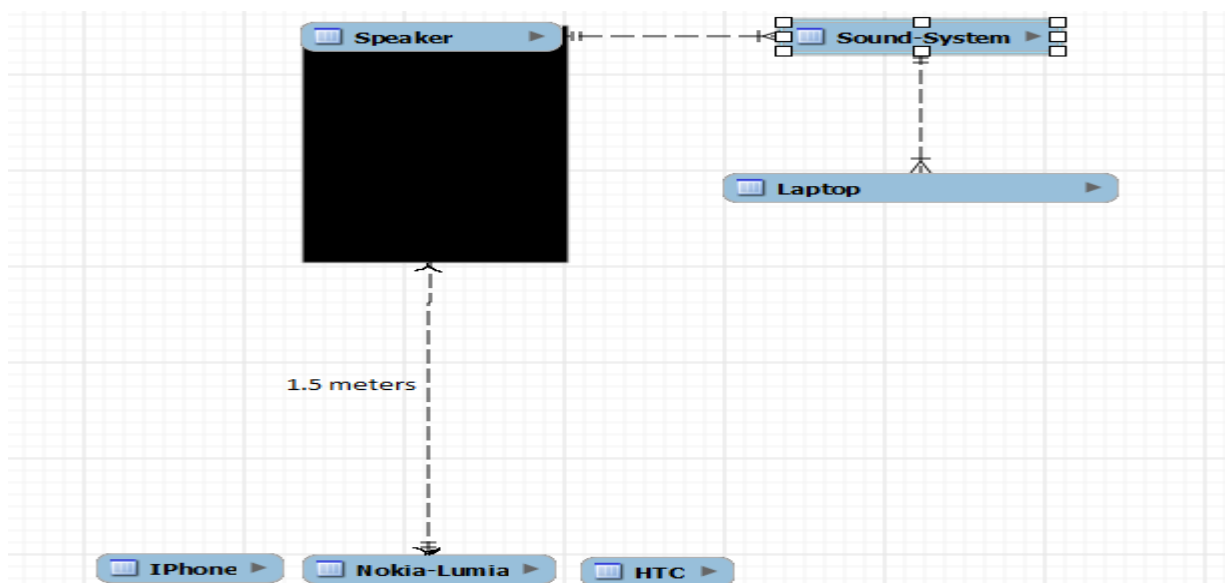 Speaker
Sound-System
Laptop
1.5 meters
IPhone
Nokia-Lumia
HTC